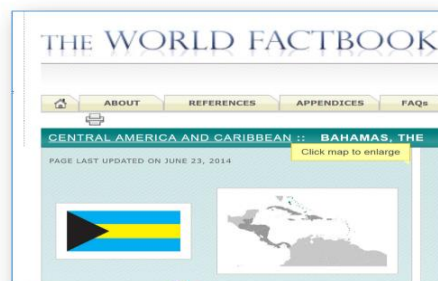 THE WORLD FACTBOOK
ABOUT REFERENCES APPENDICES FAQs
CENTRAL AMERICA AND CARIBBEAN :: BAHAMAS, THE
Click map to enlarge
PAGE LAST UPDATED ON JUNE 23, 2014